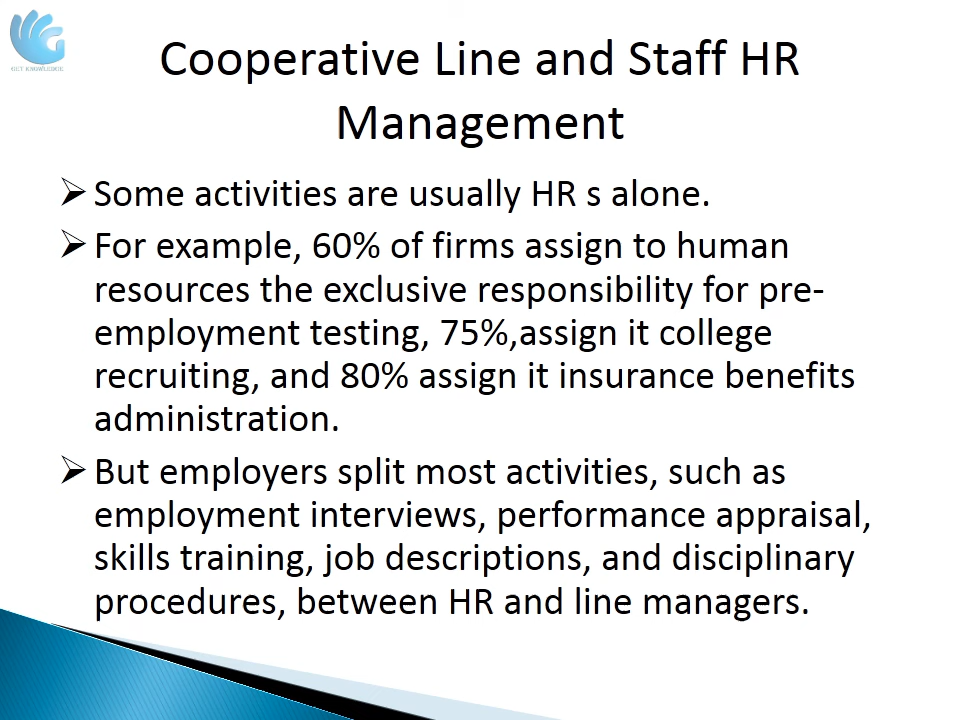 GET KNOWLEDGE
Cooperative Line and Staff HR
Management
➢ Some activities are usually HR s alone.
➢ For example, 60% of firms assign to human
resources the exclusive responsibility for pre-
employment testing, 75%,assign it college
recruiting, and 80% assign it insurance benefits
administration.
➢ But employers split most activities, such as
employment interviews, performance appraisal,
skills training, job descriptions, and disciplinary
procedures, between HR and line managers.